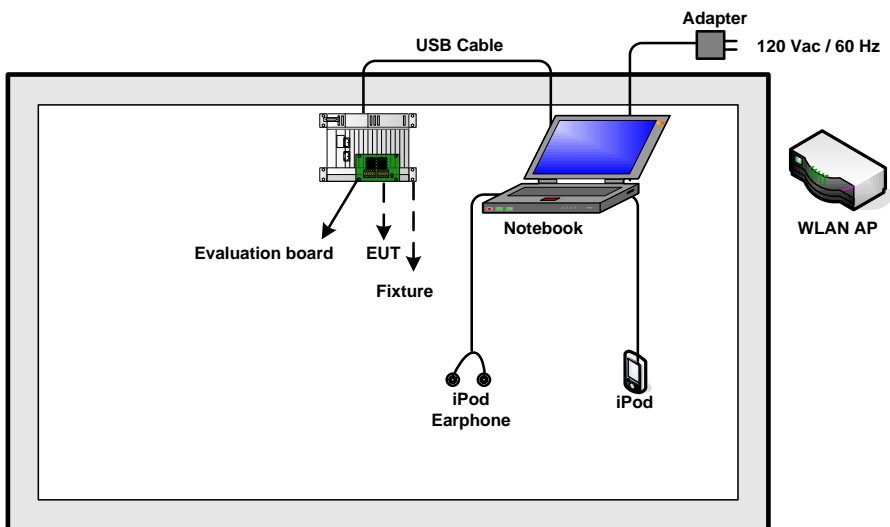 Adapter
USB Cable
120 Vac / 60 Hz
WLAN AP
Notebook
Evaluation board
EUT
Fixture
iPod
Earphone
iPod